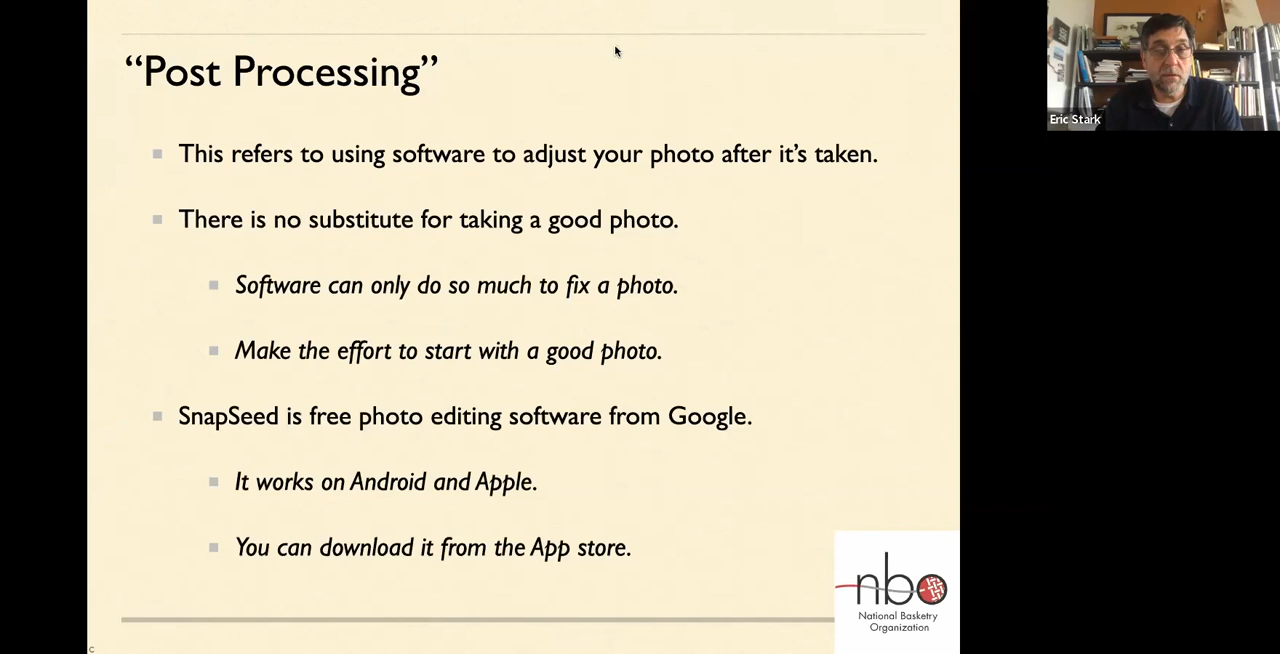 “Post Processing”
This refers to using software to adjust your photo after it’s taken.
There is no substitute for taking a good photo.
Software can only do so much to fix a photo.
Make the effort to start with a good photo.
SnapSeed is free photo editing software from Google.
It works on Android and Apple.
You can download it from the App store.
nbo
National Basketry
Organization
c
Eric Stark